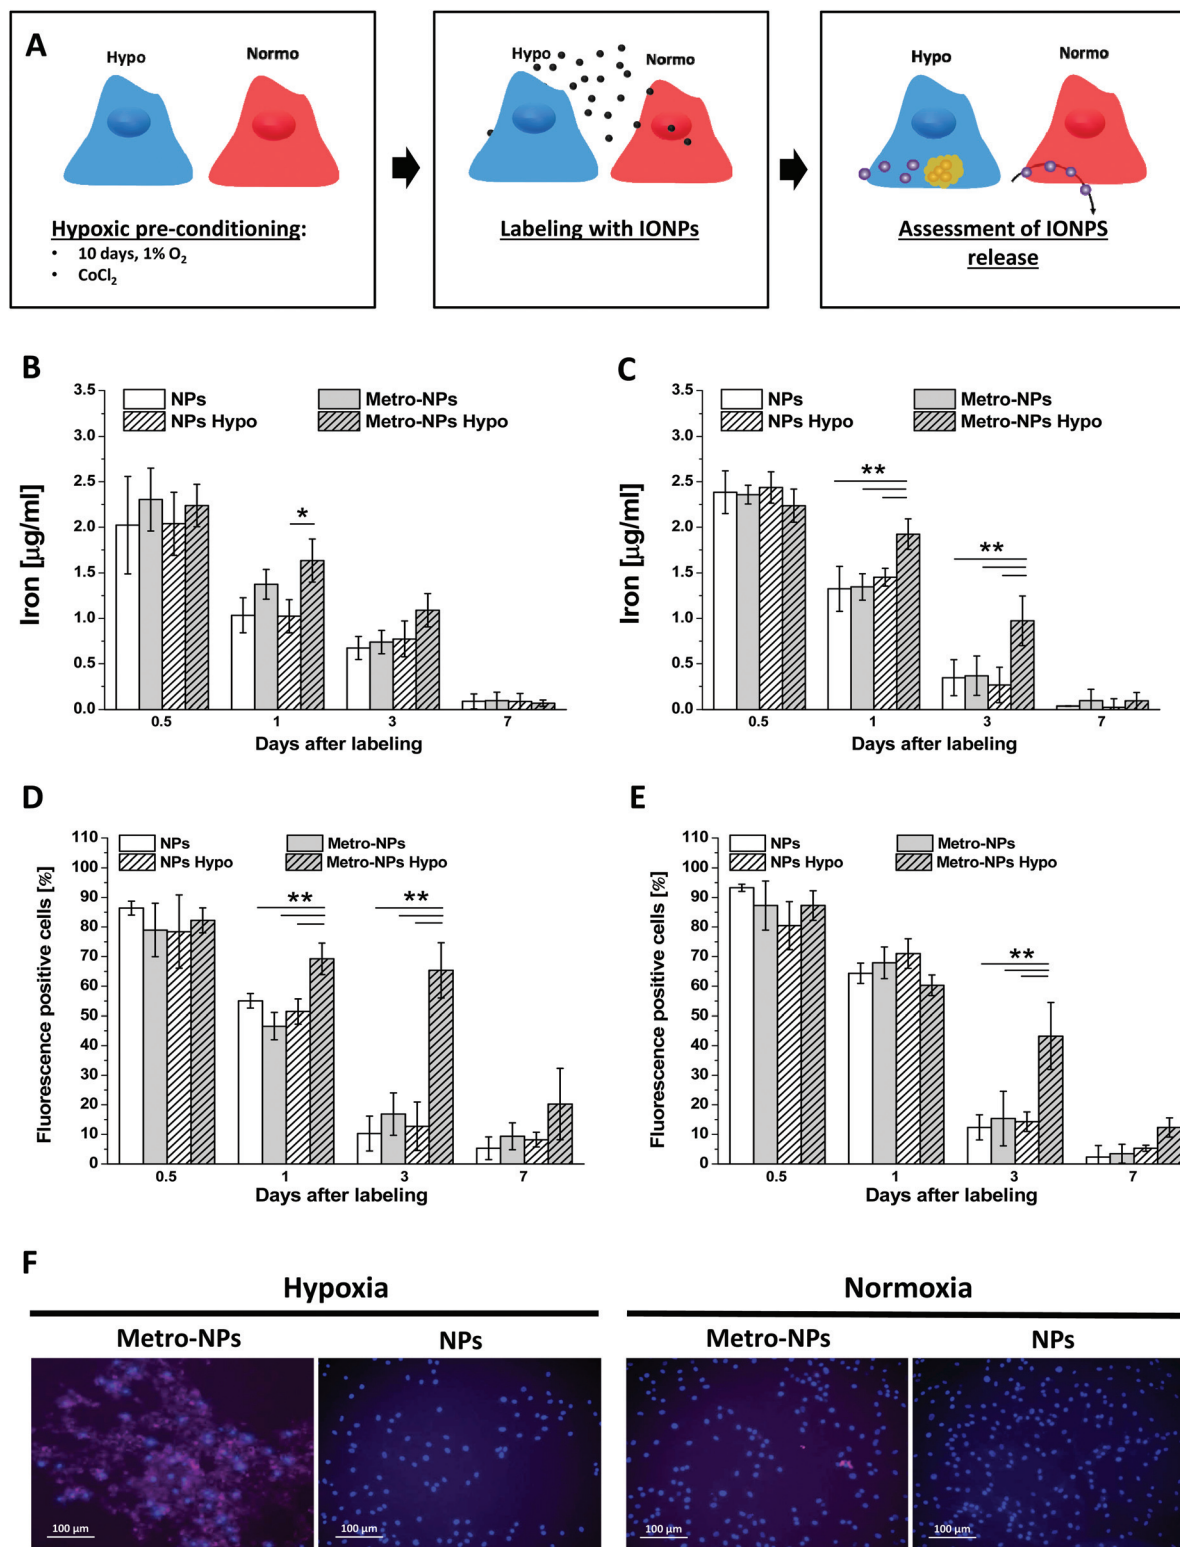 A
Hypo
Normo
Hypoxic pre-conditioning:
• 10 days, 1% O₂
• CoCl₂
Hypo
Normo
Labeling with IONPs
Hypo
Normo
Assessment of IONPS
release
B
NPs
Metro-NPs
NPs Hypo
Metro-NPs Hypo
Iron [µg/ml]
3.5
3.0
2.5
2.0
1.5
1.0
0.5
0.0
*
0.5 1 3 7
Days after labeling
C
NPs
Metro-NPs
NPs Hypo
Metro-NPs Hypo
Iron [µg/ml]
3.5
3.0
2.5
2.0
1.5
1.0
0.5
0.0
**
**
0.5 1 3 7
Days after labeling
D
NPs
Metro-NPs
NPs Hypo
Metro-NPs Hypo
Fluorescence positive cells [%]
110
100
90
80
70
60
50
40
30
20
10
0
**
**
0.5 1 3 7
Days after labeling
E
NPs
Metro-NPs
NPs Hypo
Metro-NPs Hypo
Fluorescence positive cells [%]
110
100
90
80
70
60
50
40
30
20
10
0
**
0.5 1 3 7
Days after labeling
F
Hypoxia
Normoxia
Metro-NPs
NPs
Metro-NPs
NPs
100 µm
100 µm
100 µm
100 µm